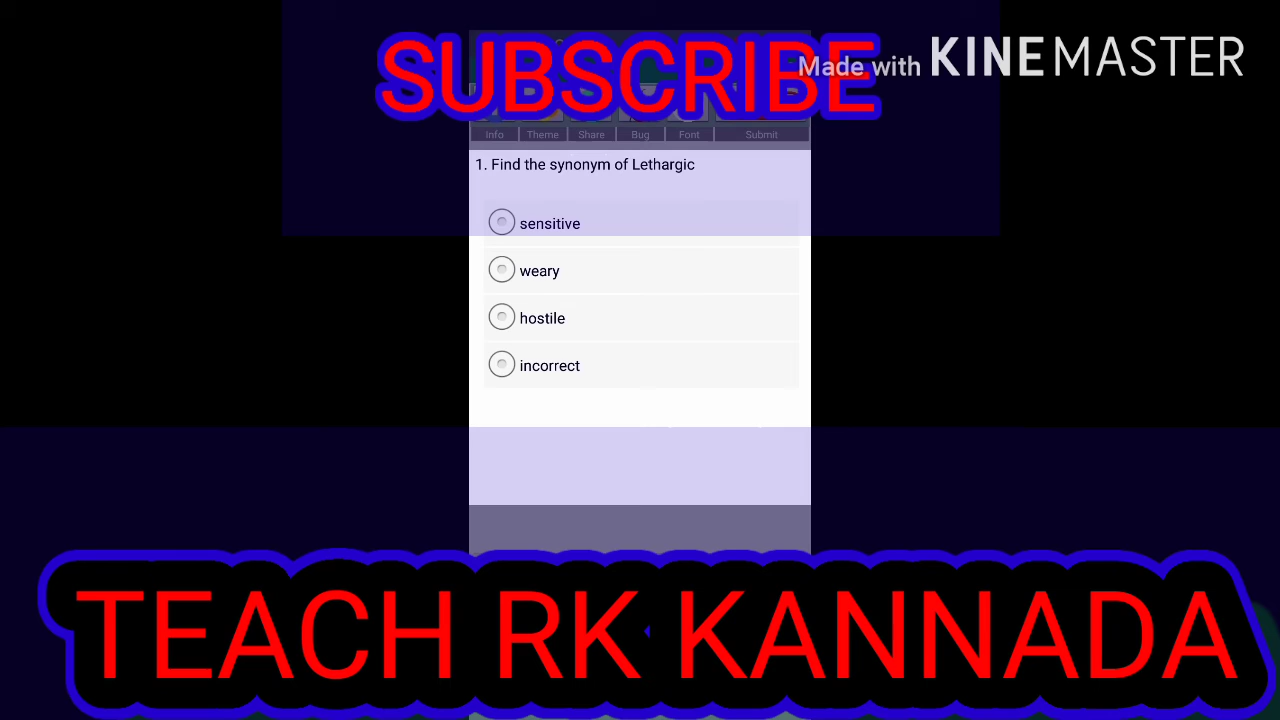 SUBSCRIBE
Made with KINEMASTER
Info Theme Share Bug Font Submit
1. Find the synonym of Lethargic
sensitive
weary
hostile
incorrect
TEACH RK KANNADA